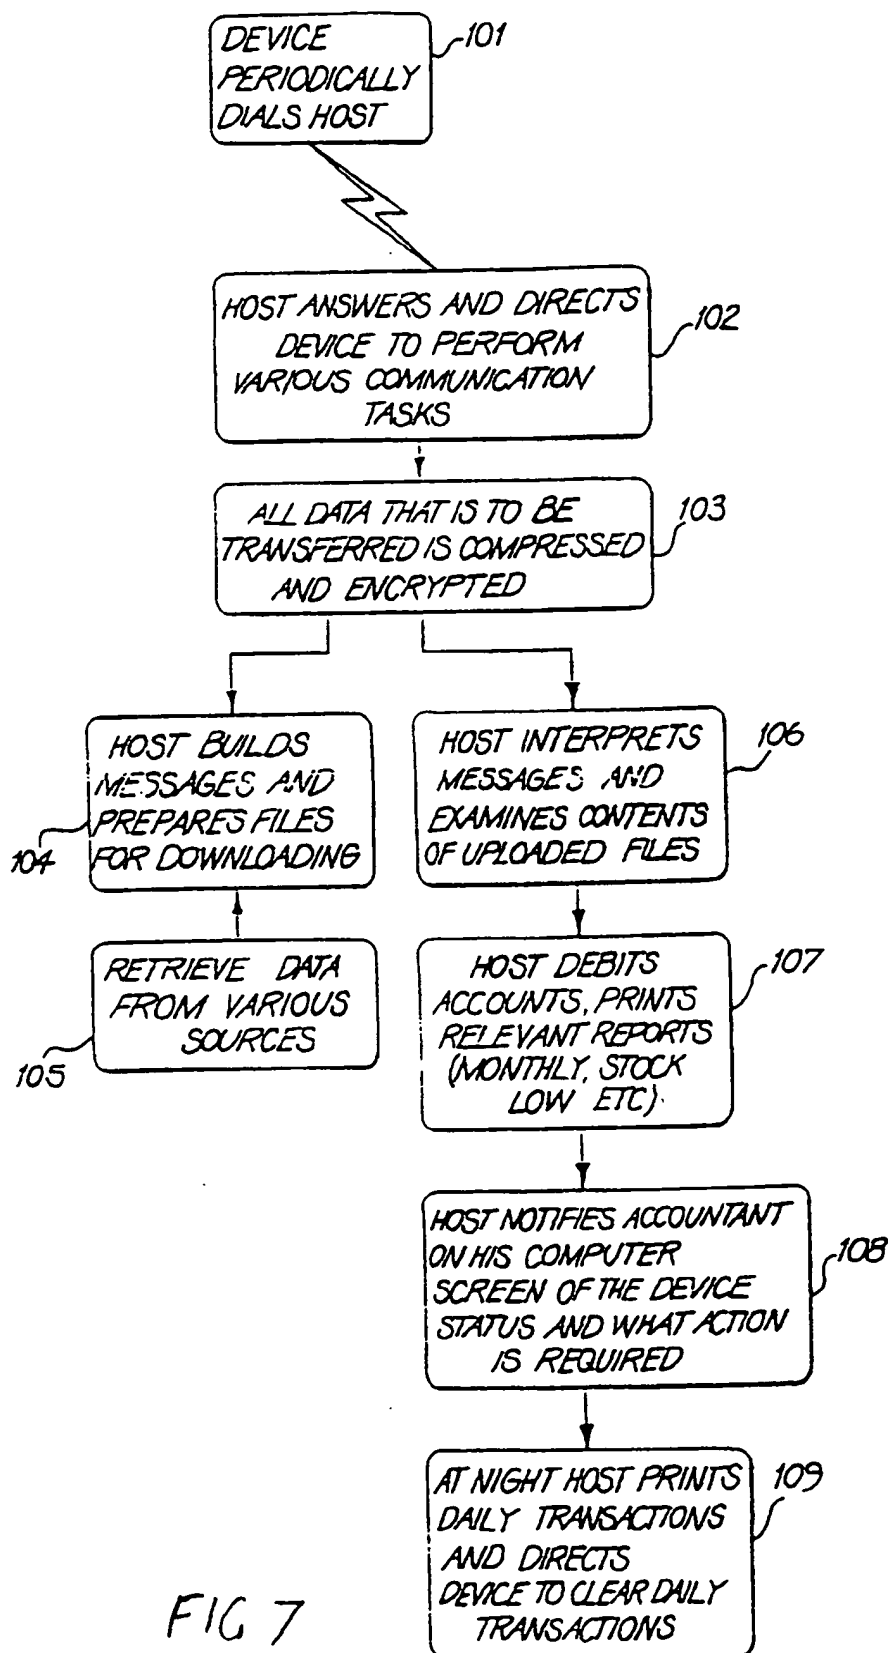 DEVICE
PERIODICALLY
DIALS HOST
101
HOST ANSWERS AND DIRECTS
DEVICE TO PERFORM
VARIOUS COMMUNICATION
TASKS
102
ALL DATA THAT IS TO BE
TRANSFERRED IS COMPRESSED
AND ENCRYPTED
103
HOST BUILDS
MESSAGES AND
PREPARES FILES
FOR DOWNLOADING
104
RETRIEVE DATA
FROM VARIOUS
SOURCES
105
HOST INTERPRETS
MESSAGES AND
EXAMINES CONTENTS
OF UPLOADED FILES
106
HOST DEBITS
ACCOUNTS, PRINTS
RELEVANT REPORTS
(MONTHLY, STOCK
LOW ETC).
107
HOST NOTIFIES ACCOUNTANT
ON HIS COMPUTER
SCREEN OF THE DEVICE
STATUS AND WHAT ACTION
IS REQUIRED
108
AT NIGHT HOST PRINTS
DAILY TRANSACTIONS
AND DIRECTS
DEVICE TO CLEAR DAILY
TRANSACTIONS
109
FIG 7